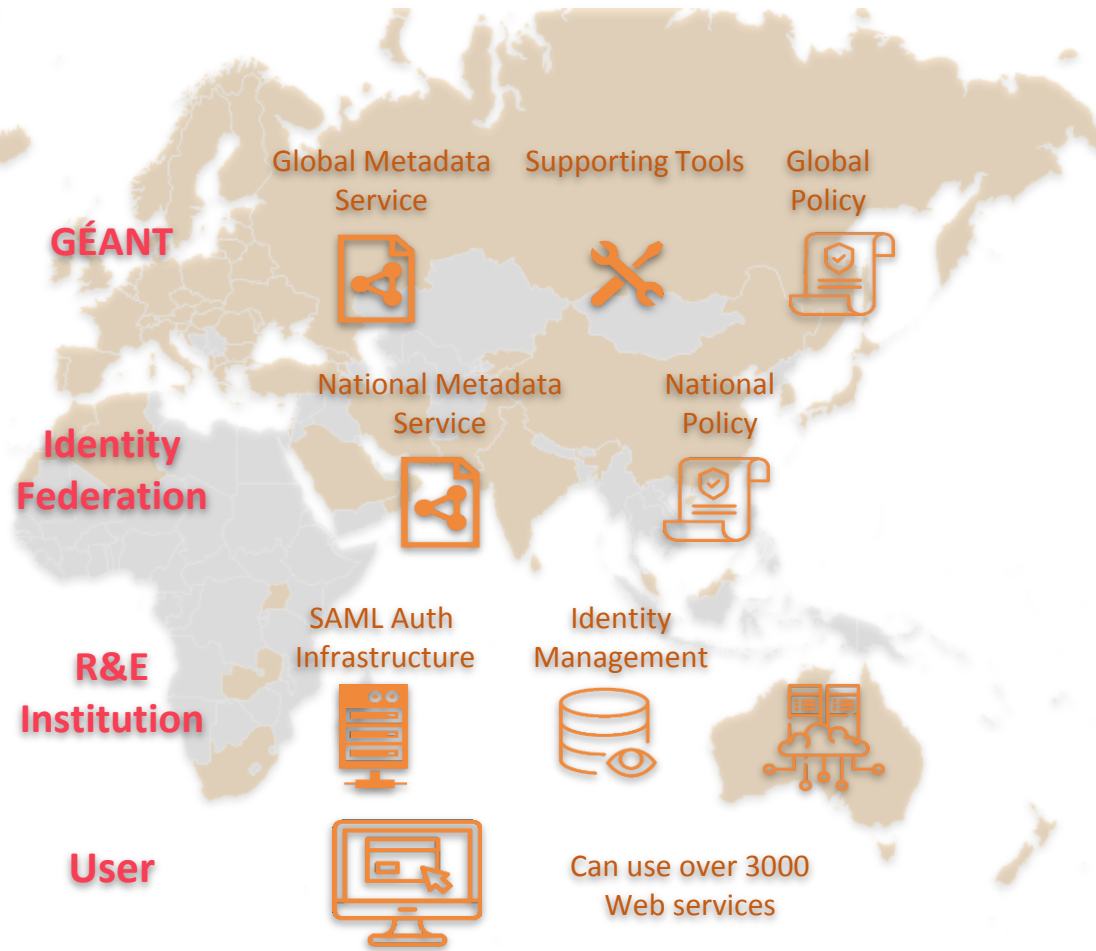 Global Metadata
Service
Supporting Tools
Global
Policy
GÉANT
National Metadata
Service
National
Policy
Identity
Federation
SAML Auth
Infrastructure
Identity
Management
R&E
Institution
User
Can use over 3000
Web services